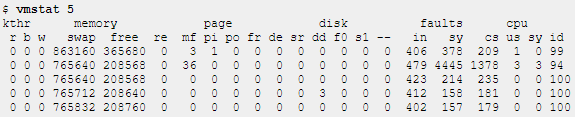 $ vmstat 5
kthr memory page disk faults cpu
r b w swap free re mf pi po fr de sr dd f0 s1 -- in sy cs us sy id
0 0 0 863160 365680 0 3 1 0 0 0 0 0 0 0 0 406 378 209 1 0 99
0 0 0 765640 208568 0 36 0 0 0 0 0 0 0 0 0 479 4445 1378 3 3 94
0 0 0 765640 208568 0 0 0 0 0 0 0 0 0 0 0 423 214 235 0 0 100
0 0 0 765712 208640 0 0 0 0 0 0 0 3 0 0 0 412 158 181 0 0 100
0 0 0 765832 208760 0 0 0 0 0 0 0 0 0 0 0 402 157 179 0 0 100